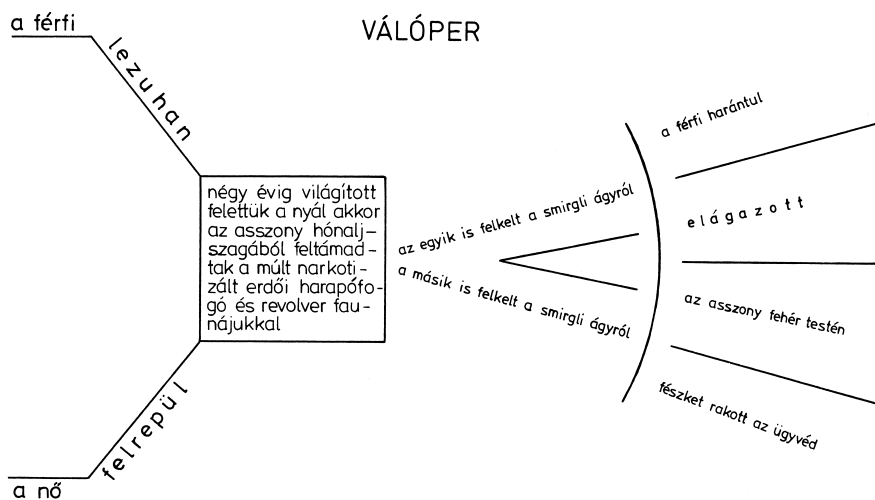 VÁLÓPER
a férfi
lezuhan
a nő
felrepül
négy évig világított
felettük a nyál akkor
az asszony hónalj–
szagából feltámad–
tak a múlt narkoti–
zált erdői harapófo–
gó és revolver fau–
nájukkal
az egyik is felkelt a smirgli ágyról
a másik is felkelt a smirgli ágyról
a férfi harántul
elágazott
az asszony fehér testén
fészket rakott az ügyvéd